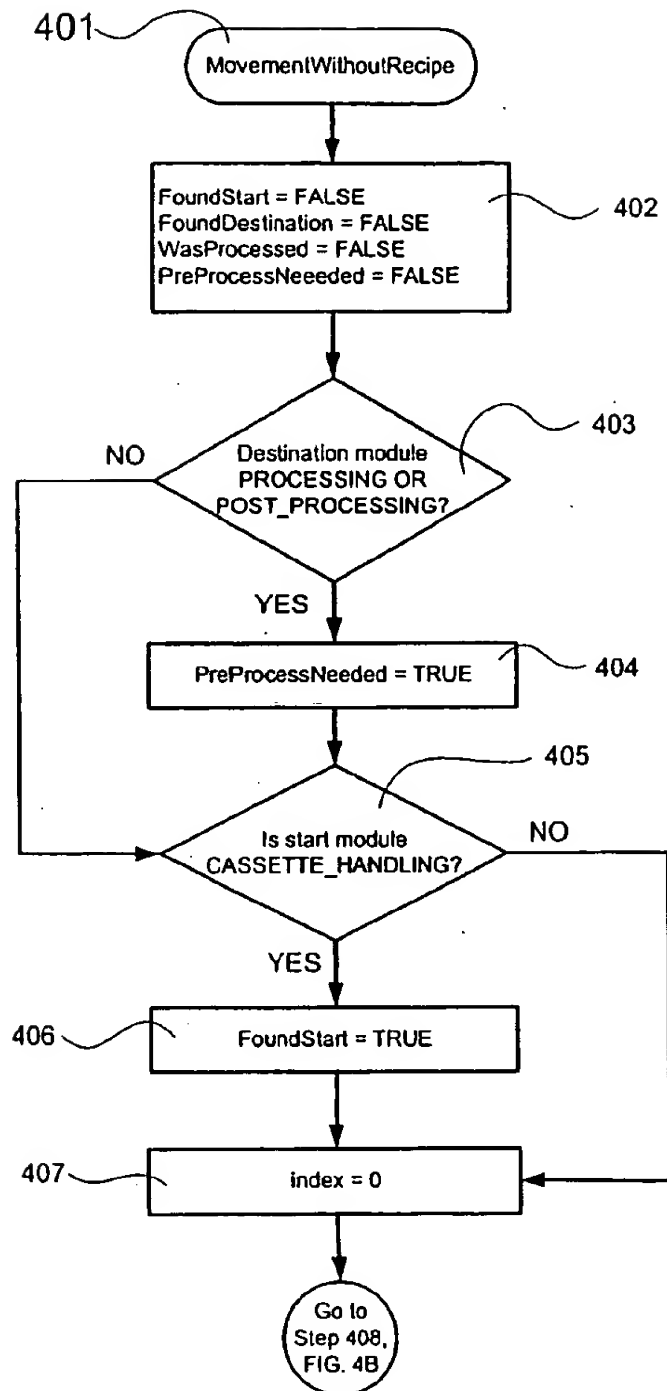 401
MovementWithoutRecipe
FoundStart = FALSE
FoundDestination = FALSE
WasProcessed = FALSE
PreProcessNeeeded = FALSE
402
Destination module
PROCESSING OR
POST_PROCESSING?
403
NO
YES
PreProcessNeeded = TRUE
404
405
Is start module
CASSETTE_HANDLING?
NO
YES
406
FoundStart = TRUE
407
index = 0
Go to
Step 408,
FIG. 4B